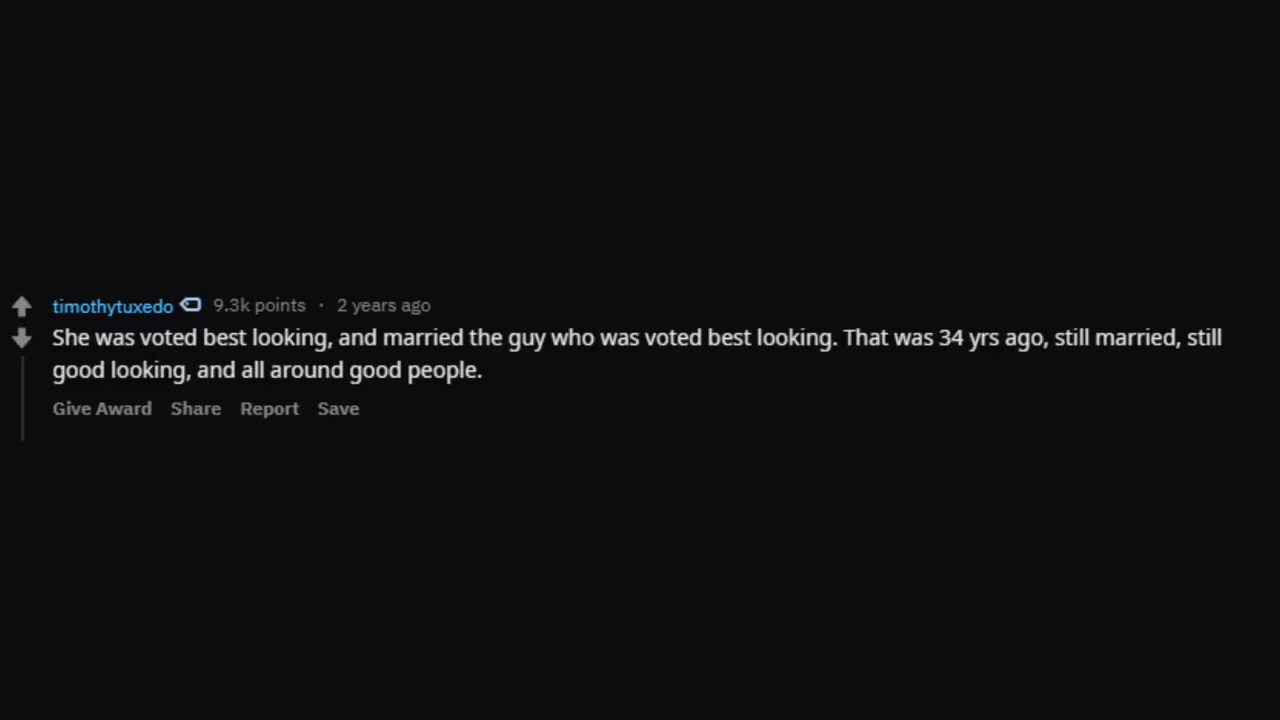 timothytuxedo 9.3k points · 2 years ago
She was voted best looking, and married the guy who was voted best looking. That was 34 yrs ago, still married, still
good looking, and all around good people.
Give Award Share Report Save